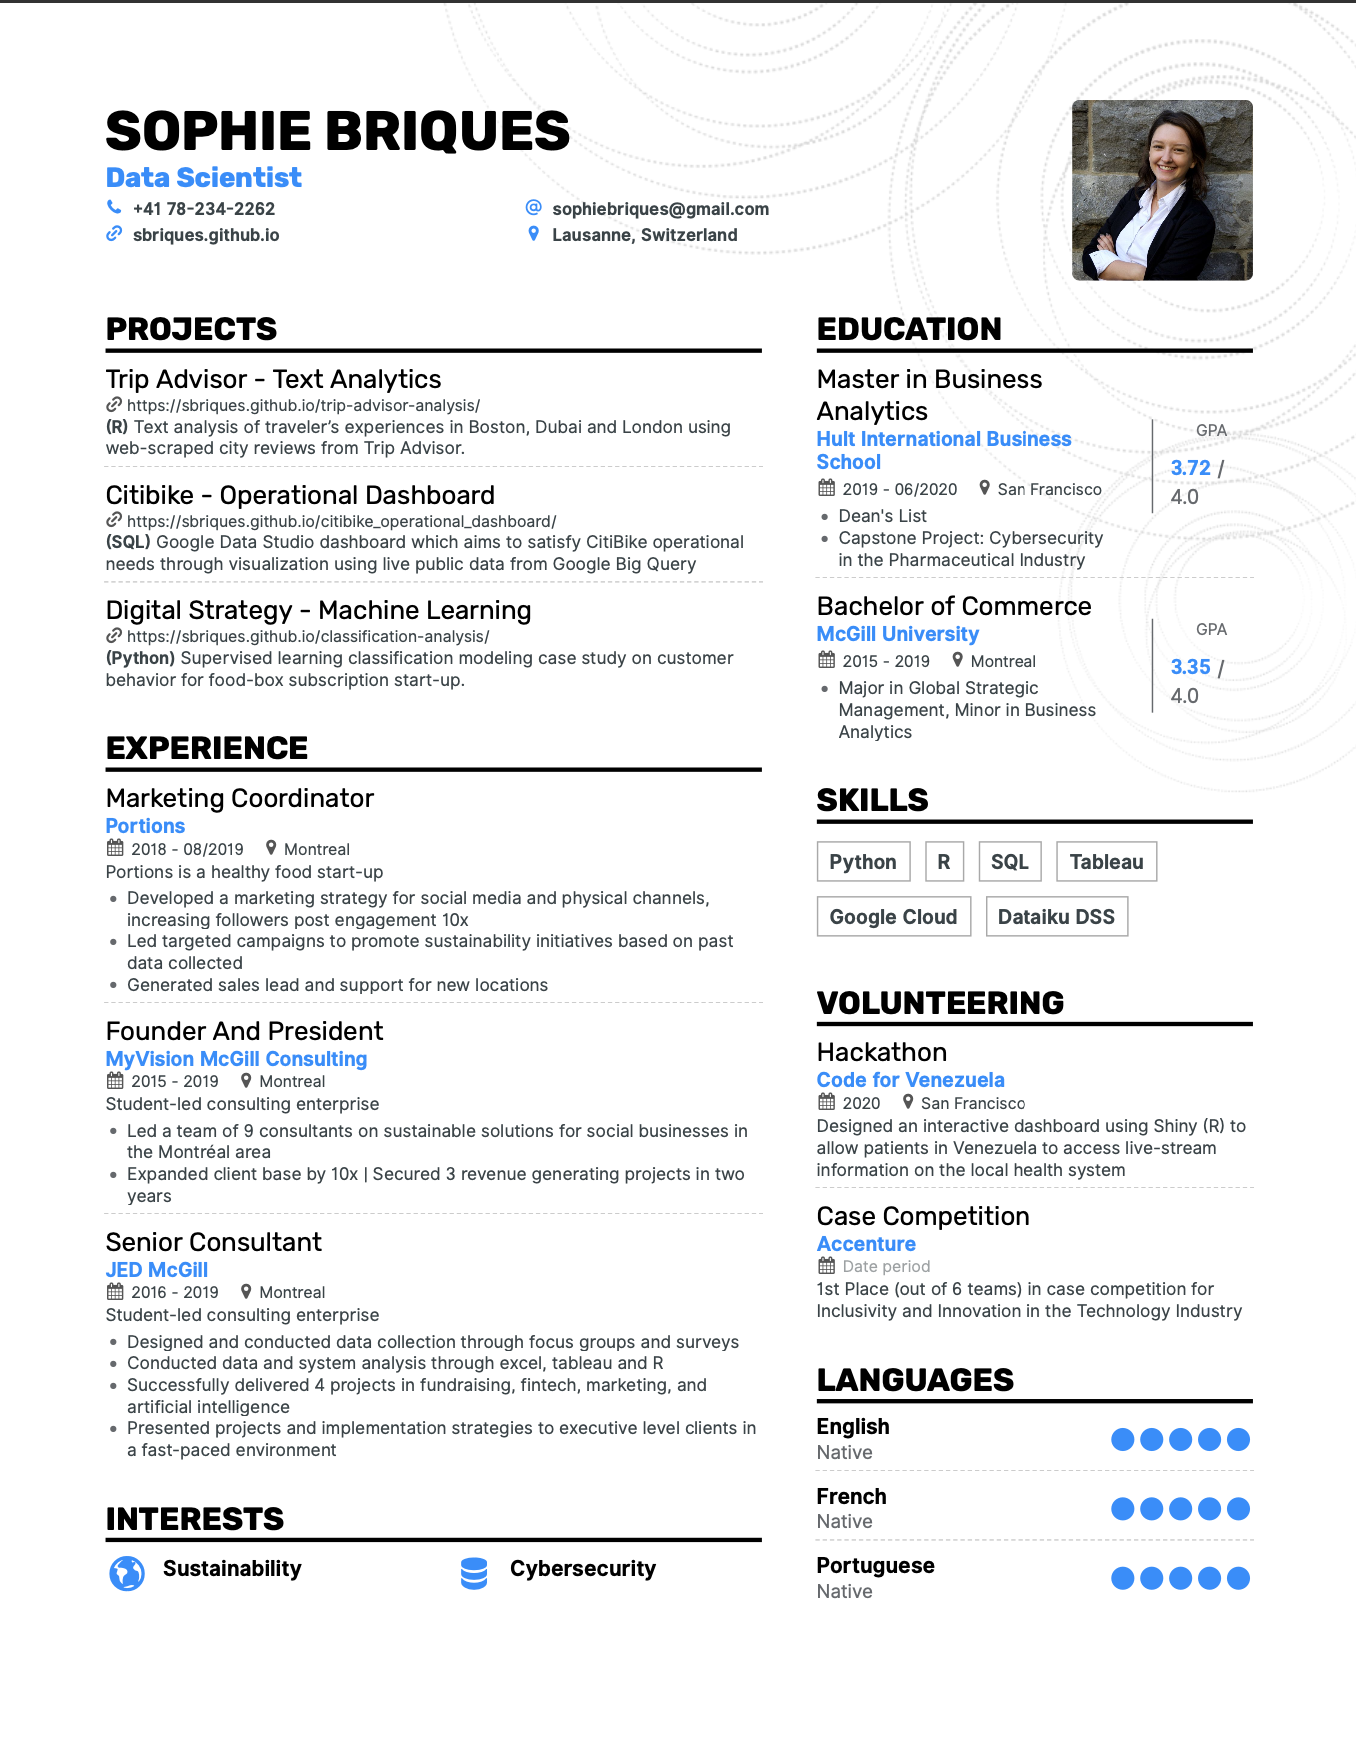 SOPHIE BRIQUES
Data Scientist
+41 78-234-2262
sophiebriques@gmail.com
sbriques.github.io
Lausanne, Switzerland
PROJECTS
Trip Advisor - Text Analytics
https://sbriques.github.io/trip-advisor-analysis/
(R) Text analysis of traveler's experiences in Boston, Dubai and London using
web-scraped city reviews from Trip Advisor.
Citibike - Operational Dashboard
https://sbriques.github.io/citibike_operational_dashboard/
(SQL) Google Data Studio dashboard which aims to satisfy CitiBike operational
needs through visualization using live public data from Google Big Query
Digital Strategy - Machine Learning
https://sbriques.github.io/classification-analysis/
(Python) Supervised learning classification modeling case study on customer
behavior for food-box subscription start-up.
EXPERIENCE
Marketing Coordinator
Portions
2018 - 08/2019 Montreal
Portions is a healthy food start-up
• Developed a marketing strategy for social media and physical channels,
increasing followers post engagement 10x
• Led targeted campaigns to promote sustainability initiatives based on past
data collected
• Generated sales lead and support for new locations
Founder And President
MyVision McGill Consulting
2015 - 2019 Montreal
Student-led consulting enterprise
• Led a team of 9 consultants on sustainable solutions for social businesses in
the Montréal area
• Expanded client base by 10x | Secured 3 revenue generating projects in two
years
Senior Consultant
JED McGill
2016 - 2019 Montreal
Student-led consulting enterprise
• Designed and conducted data collection through focus groups and surveys
• Conducted data and system analysis through excel, tableau and R
• Successfully delivered 4 projects in fundraising, fintech, marketing, and
artificial intelligence
• Presented projects and implementation strategies to executive level clients in
a fast-paced environment
INTERESTS
Sustainability
Cybersecurity
EDUCATION
Master in Business
Analytics
Hult International Business
School
2019 - 06/2020 San Francisco
• Dean's List
• Capstone Project: Cybersecurity
in the Pharmaceutical Industry
GPA
3.72 /
4.0
Bachelor of Commerce
McGill University
2015 - 2019 Montreal
• Major in Global Strategic
Management, Minor in Business
Analytics
GPA
3.35 /
4.0
SKILLS
Python R SQL Tableau
Google Cloud Dataiku DSS
VOLUNTEERING
Hackathon
Code for Venezuela
2020 San Francisco
Designed an interactive dashboard using Shiny (R) to
allow patients in Venezuela to access live-stream
information on the local health system
Case Competition
Accenture
Date period
1st Place (out of 6 teams) in case competition for
Inclusivity and Innovation in the Technology Industry
LANGUAGES
English
Native
French
Native
Portuguese
Native